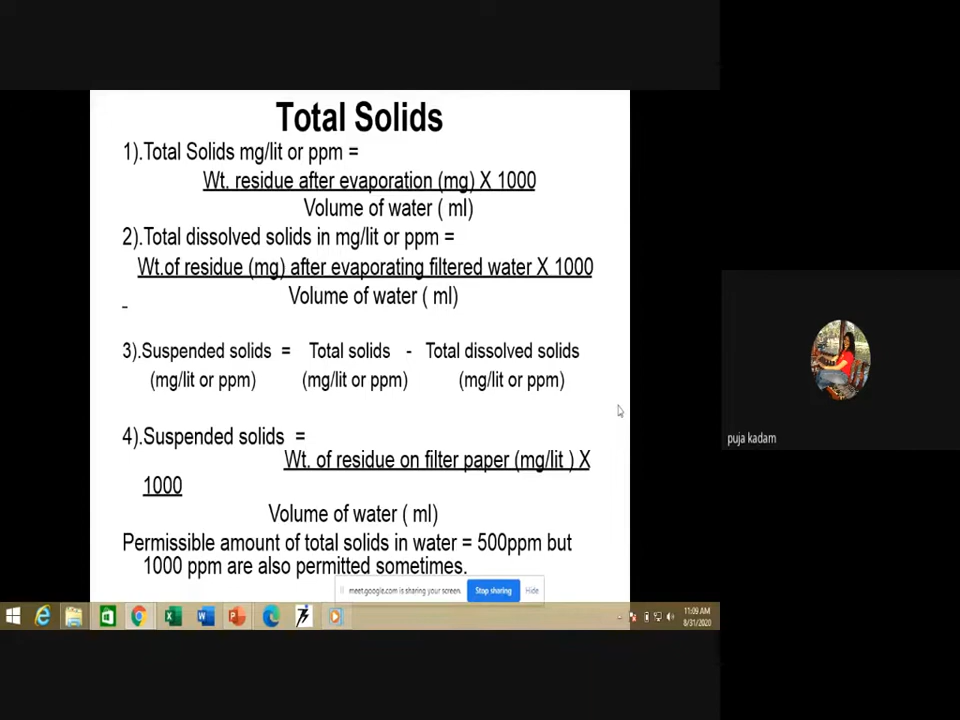 Total Solids
1).Total Solids mg/lit or ppm =
Wt. residue after evaporation (mg) X 1000
Volume of water ( ml)
2).Total dissolved solids in mg/lit or ppm =
Wt.of residue (mg) after evaporating filtered water X 1000
Volume of water ( ml)
3).Suspended solids = Total solids - Total dissolved solids
(mg/lit or ppm) (mg/lit or ppm) (mg/lit or ppm)
4).Suspended solids =
Wt. of residue on filter paper (mg/lit ) X
1000
Volume of water ( ml)
Permissible amount of total solids in water = 500ppm but
1000 ppm are also permitted sometimes.
puja kadam
meet.google.com is sharing your screen. Stop sharing Hide
11:09 AM
8/31/2020